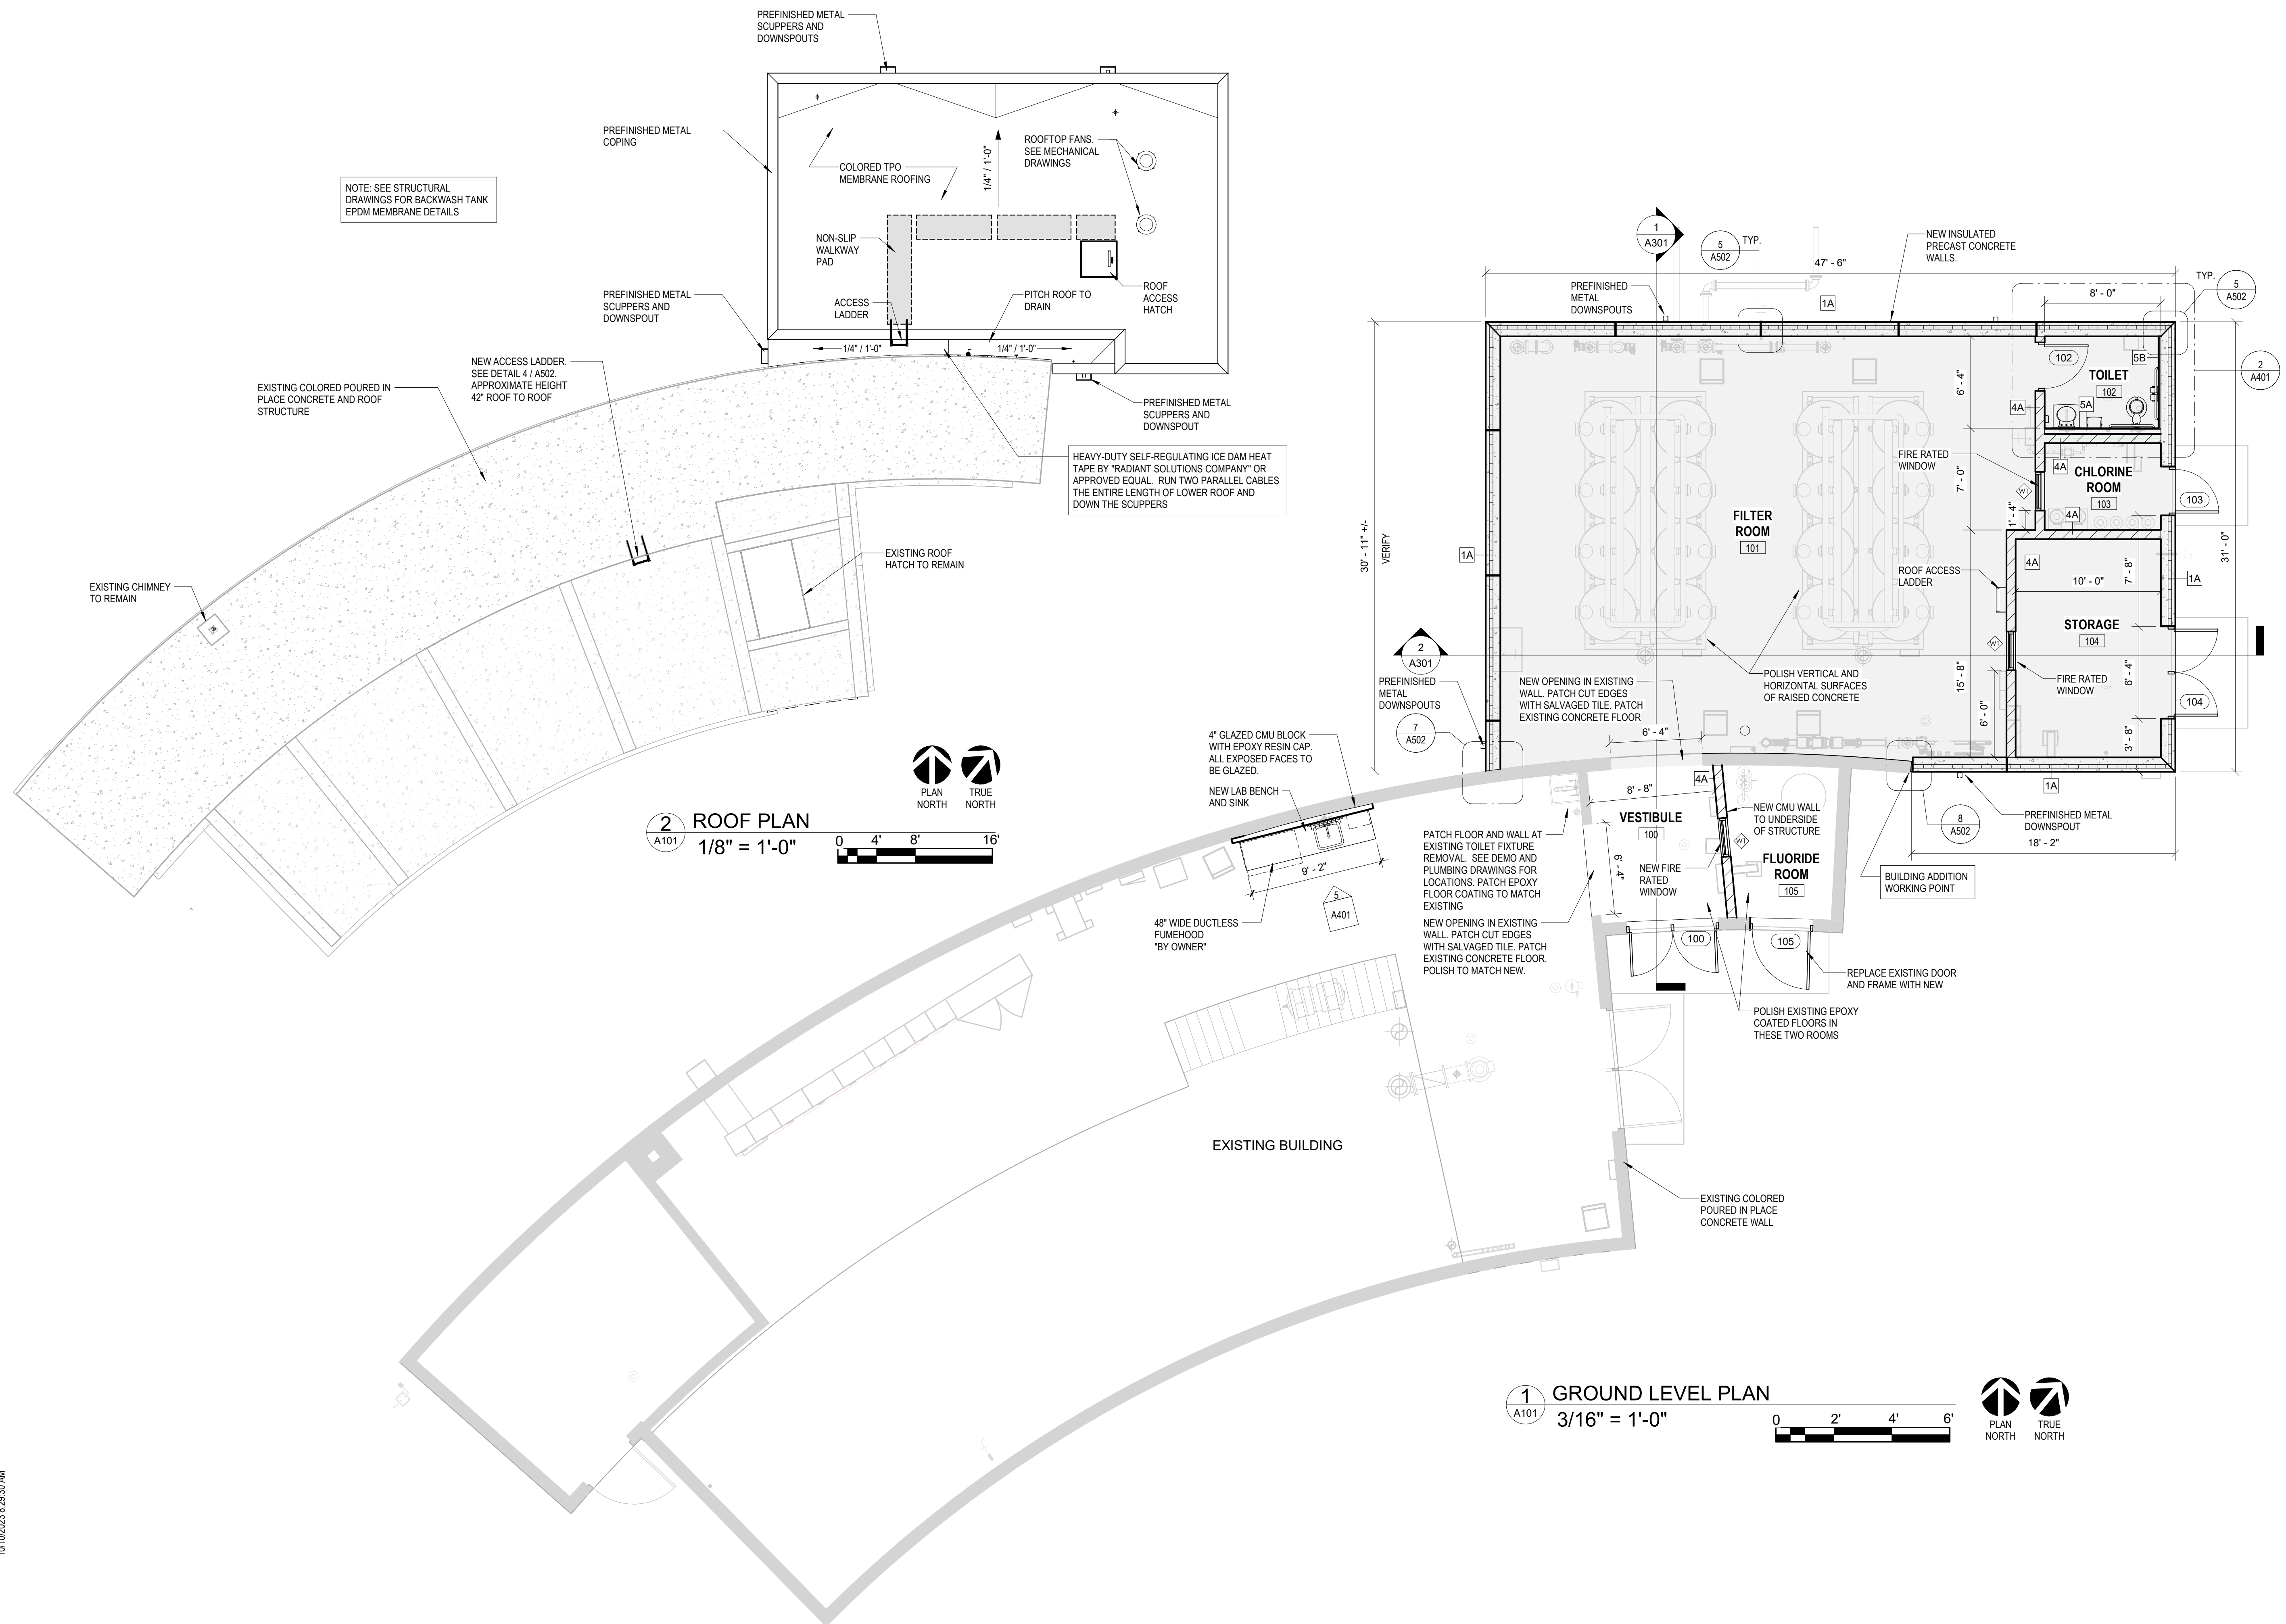 PREFINISHED METAL
SCUPPERS AND
DOWNSPOUTS
PREFINISHED METAL
COPING
COLORED TPO
MEMBRANE ROOFING
1/4" / 1'-0"
ROOFTOP FANS.
SEE MECHANICAL
DRAWINGS
NOTE: SEE STRUCTURAL
DRAWINGS FOR BACKWASH TANK
EPDM MEMBRANE DETAILS
NON-SLIP
WALKWAY
PAD
PREFINISHED METAL
SCUPPERS AND
DOWNSPOUT
ACCESS
LADDER
PITCH ROOF TO
DRAIN
ROOF
ACCESS
HATCH
1/4" / 1'-0"
1/4" / 1'-0"
NEW ACCESS LADDER.
SEE DETAIL 4 / A502.
APPROXIMATE HEIGHT
42" ROOF TO ROOF
EXISTING COLORED POURED IN
PLACE CONCRETE AND ROOF
STRUCTURE
PREFINISHED METAL
SCUPPERS AND
DOWNSPOUT
HEAVY-DUTY SELF-REGULATING ICE DAM HEAT
TAPE BY "RADIANT SOLUTIONS COMPANY" OR
APPROVED EQUAL. RUN TWO PARALLEL CABLES
THE ENTIRE LENGTH OF LOWER ROOF AND
DOWN THE SCUPPERS
EXISTING ROOF
HATCH TO REMAIN
EXISTING CHIMNEY
TO REMAIN
PLAN
NORTH
TRUE
NORTH
2
A101
ROOF PLAN
1/8" = 1'-0"
0 4' 8' 16'
1
A301
5
A502
TYP.
47' - 6"
NEW INSULATED
PRECAST CONCRETE
WALLS.
TYP.
5
A502
PREFINISHED
METAL
DOWNSPOUTS
1A
8' - 0"
2
A401
102
5B
TOILET
102
6' - 4"
4A
5A
FIRE RATED
WINDOW
4A
CHLORINE
ROOM
103
103
7' - 0"
W1
1' - 4"
4A
FILTER
ROOM
101
30' - 11" +/-
VERIFY
1A
4A
ROOF ACCESS
LADDER
10' - 0"
7' - 8"
1A
31' - 0"
STORAGE
104
W1
2
A301
PREFINISHED
METAL
DOWNSPOUTS
7
A502
NEW OPENING IN EXISTING
WALL. PATCH CUT EDGES
WITH SALVAGED TILE. PATCH
EXISTING CONCRETE FLOOR
POLISH VERTICAL AND
HORIZONTAL SURFACES
OF RAISED CONCRETE
15' - 8"
6' - 0"
FIRE RATED
WINDOW
6' - 4"
104
3' - 8"
6' - 4"
4" GLAZED CMU BLOCK
WITH EPOXY RESIN CAP.
ALL EXPOSED FACES TO
BE GLAZED.
NEW LAB BENCH
AND SINK
9' - 2"
5
A401
48" WIDE DUCTLESS
FUMEHOOD
"BY OWNER"
4A
8' - 8"
VESTIBULE
100
NEW CMU WALL
TO UNDERSIDE
OF STRUCTURE
W1
6' - 4"
NEW FIRE
RATED
WINDOW
FLUORIDE
ROOM
105
1A
PREFINISHED METAL
DOWNSPOUT
8
A502
18' - 2"
BUILDING ADDITION
WORKING POINT
PATCH FLOOR AND WALL AT
EXISTING TOILET FIXTURE
REMOVAL. SEE DEMO AND
PLUMBING DRAWINGS FOR
LOCATIONS. PATCH EPOXY
FLOOR COATING TO MATCH
EXISTING
NEW OPENING IN EXISTING
WALL. PATCH CUT EDGES
WITH SALVAGED TILE. PATCH
EXISTING CONCRETE FLOOR.
POLISH TO MATCH NEW.
100
105
REPLACE EXISTING DOOR
AND FRAME WITH NEW
POLISH EXISTING EPOXY
COATED FLOORS IN
THESE TWO ROOMS
EXISTING BUILDING
EXISTING COLORED
POURED IN PLACE
CONCRETE WALL
1
A101
GROUND LEVEL PLAN
3/16" = 1'-0"
0 2' 4' 6'
PLAN
NORTH
TRUE
NORTH
10/10/2023 8:29:30 AM